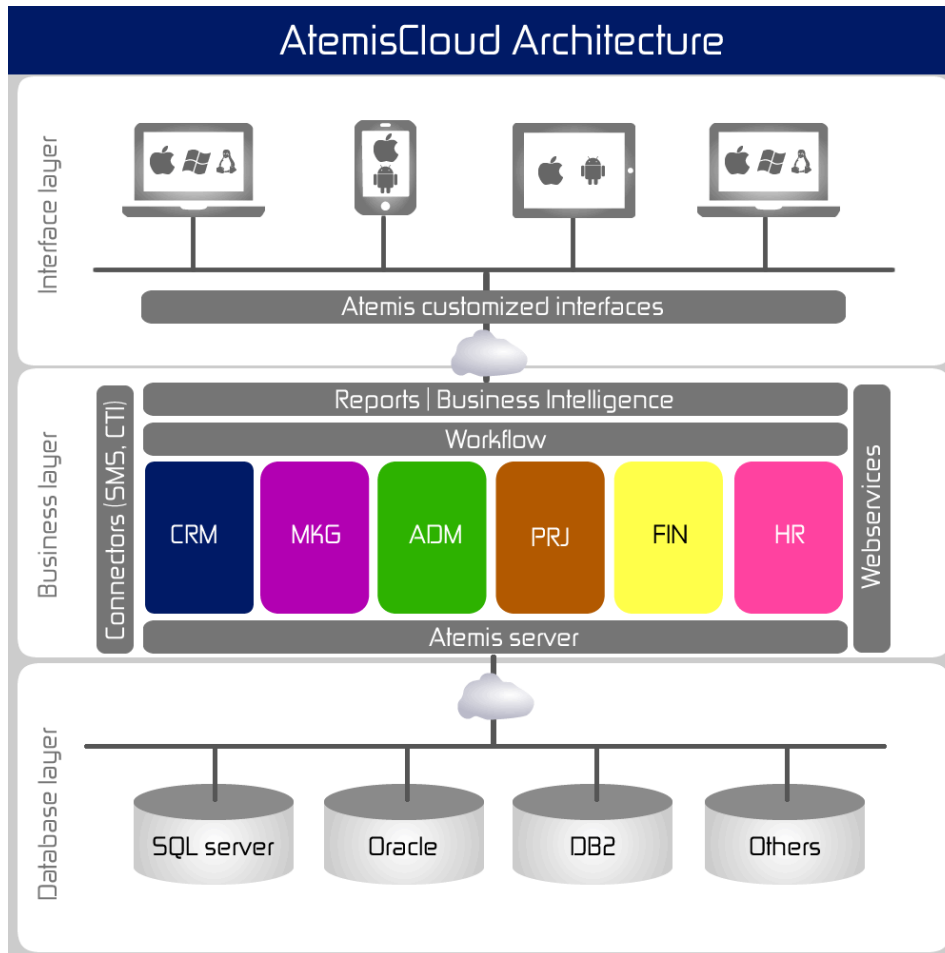 AtemisCloud Architecture
Interface layer
Atemis customized interfaces
Business layer
Connectors (SMS, CTI)
Reports | Business Intelligence
Workflow
CRM
MKG
ADM
PRJ
FIN
HR
Webservices
Atemis server
Database layer
SQL server
Oracle
DB2
Others